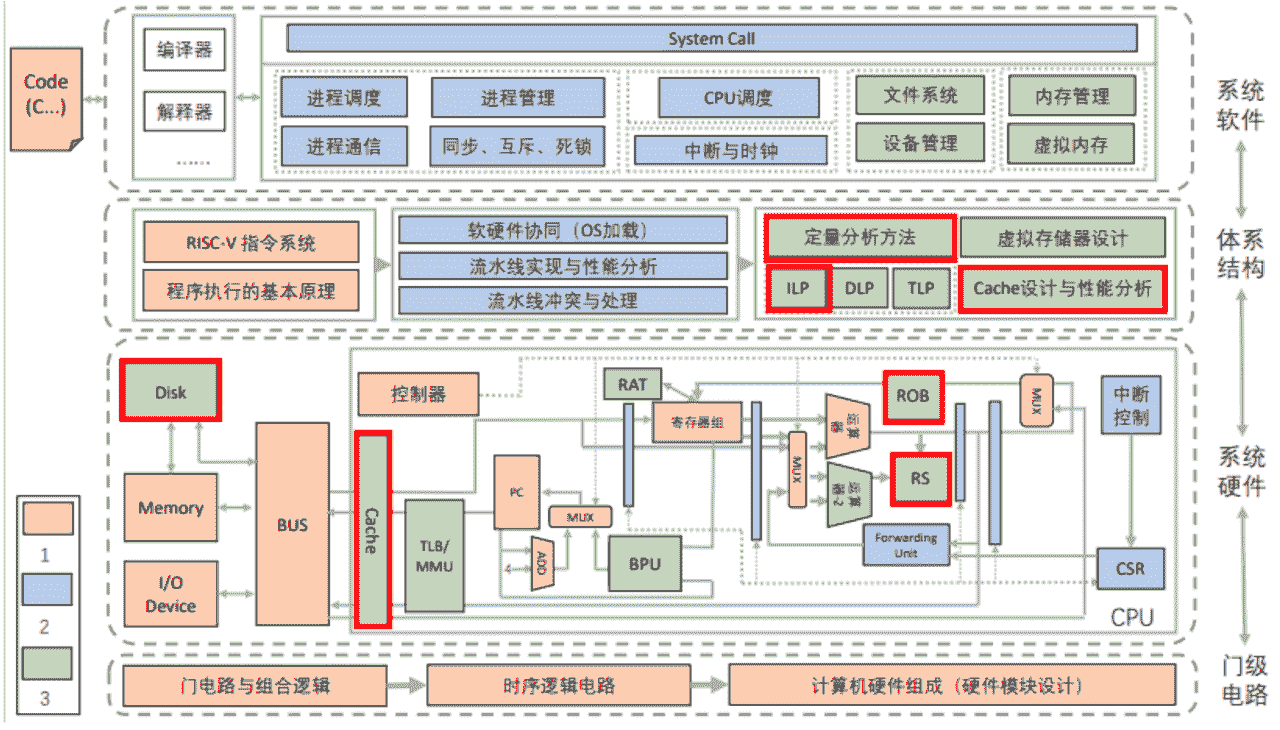 Code
(C...)
编译器
解释器
......
System Call
进程调度
进程管理
CPU调度
文件系统
内存管理
进程通信
同步、互斥、死锁
中断与时钟
设备管理
虚拟内存
系统
软件
RISC-V 指令系统
程序执行的基本原理
软硬件协同（OS加载）
流水线实现与性能分析
流水线冲突与处理
定量分析方法
虚拟存储器设计
ILP
DLP
TLP
Cache设计与性能分析
体系
结构
Disk
Memory
I/O
Device
BUS
控制器
Cache
TLB/
MMU
PC
MUX
ADD
4
RAT
寄存器组
BPU
MUX
运算
器
运算
器-2
ROB
RS
Forwarding
Unit
MUX
中断
控制
CSR
CPU
系统
硬件
1
2
3
门电路与组合逻辑
时序逻辑电路
计算机硬件组成（硬件模块设计）
门级
电路